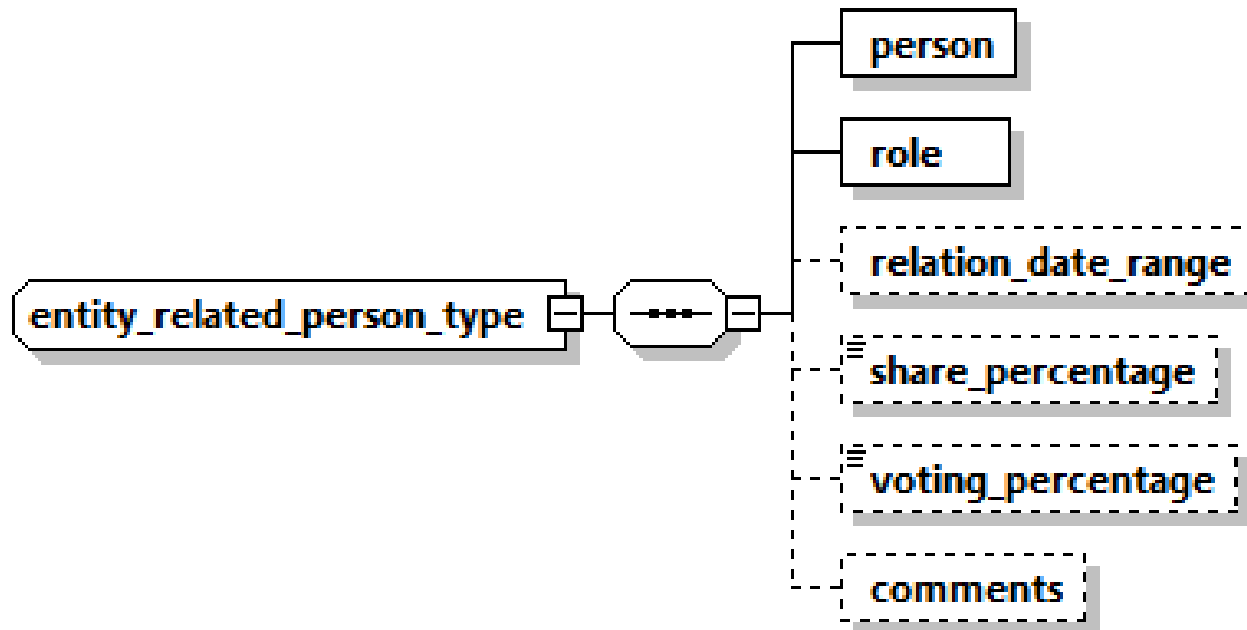 person
role
relation_date_range
entity_related_person_type
share_percentage
voting_percentage
comments